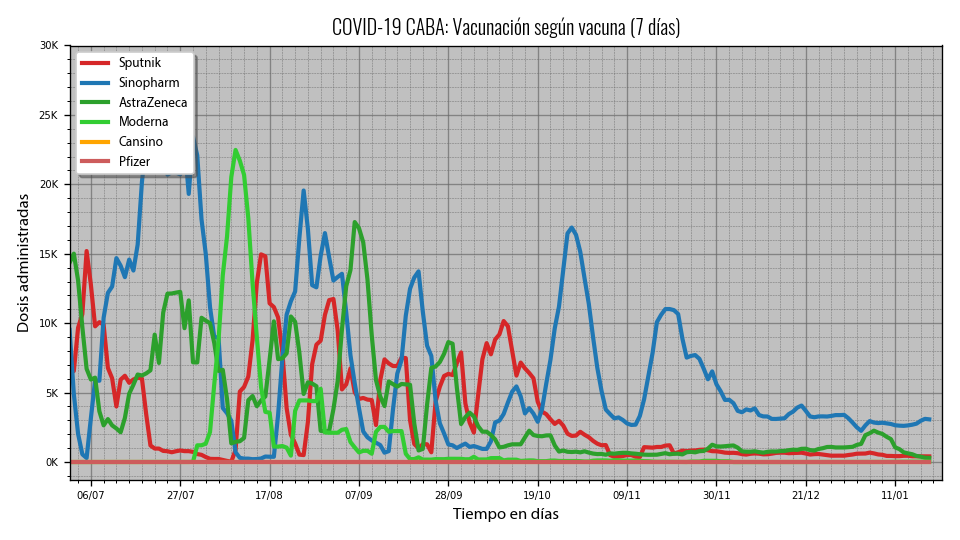 COVID-19 CABA: Vacunación según vacuna (7 días)
30K
25K
20K
15K
10K
5K
0K
Dosis administradas
Sputnik
Sinopharm
AstraZeneca
Moderna
Cansino
Pfizer
06/07 27/07 17/08 07/09 28/09 19/10 09/11 30/11 21/12 11/01
Tiempo en días